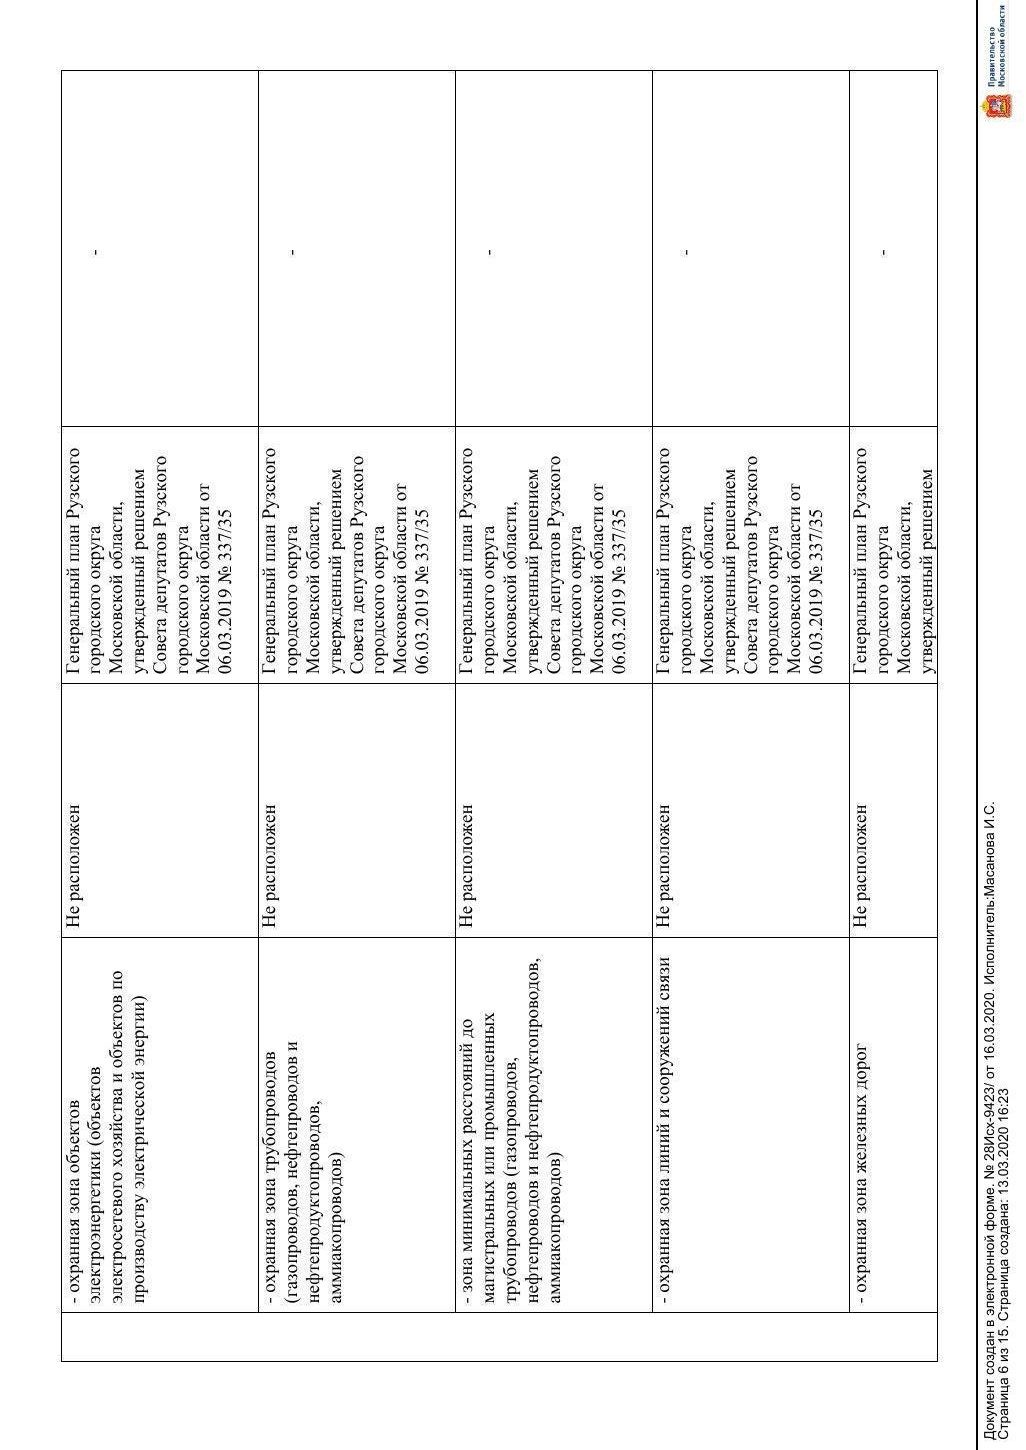 - охранная зона объектов
электроэнергетики (объектов
электросетевого хозяйства и объектов по
производству электрической энергии)
Не расположен
Генеральный план Рузского
городского округа
Московской области,
утвержденный решением
Совета депутатов Рузского
городского округа
Московской области от
06.03.2019 № 337/35
-
- охранная зона трубопроводов
(газопроводов, нефтепроводов и
нефтепродуктопроводов,
аммиакопроводов)
Не расположен
Генеральный план Рузского
городского округа
Московской области,
утвержденный решением
Совета депутатов Рузского
городского округа
Московской области от
06.03.2019 № 337/35
-
- зона минимальных расстояний до
магистральных или промышленных
трубопроводов (газопроводов,
нефтепроводов и нефтепродуктопроводов,
аммиакопроводов)
Не расположен
Генеральный план Рузского
городского округа
Московской области,
утвержденный решением
Совета депутатов Рузского
городского округа
Московской области от
06.03.2019 № 337/35
-
- охранная зона линий и сооружений связи
Не расположен
Генеральный план Рузского
городского округа
Московской области,
утвержденный решением
Совета депутатов Рузского
городского округа
Московской области от
06.03.2019 № 337/35
-
- охранная зона железных дорог
Не расположен
Генеральный план Рузского
городского округа
Московской области,
утвержденный решением
-
Документ создан в электронной форме. № 28Исх-9423/ от 16.03.2020. Исполнитель:Масанова И.С.
Страница 6 из 15. Страница создана: 13.03.2020 16:23
Правительство
Московской области